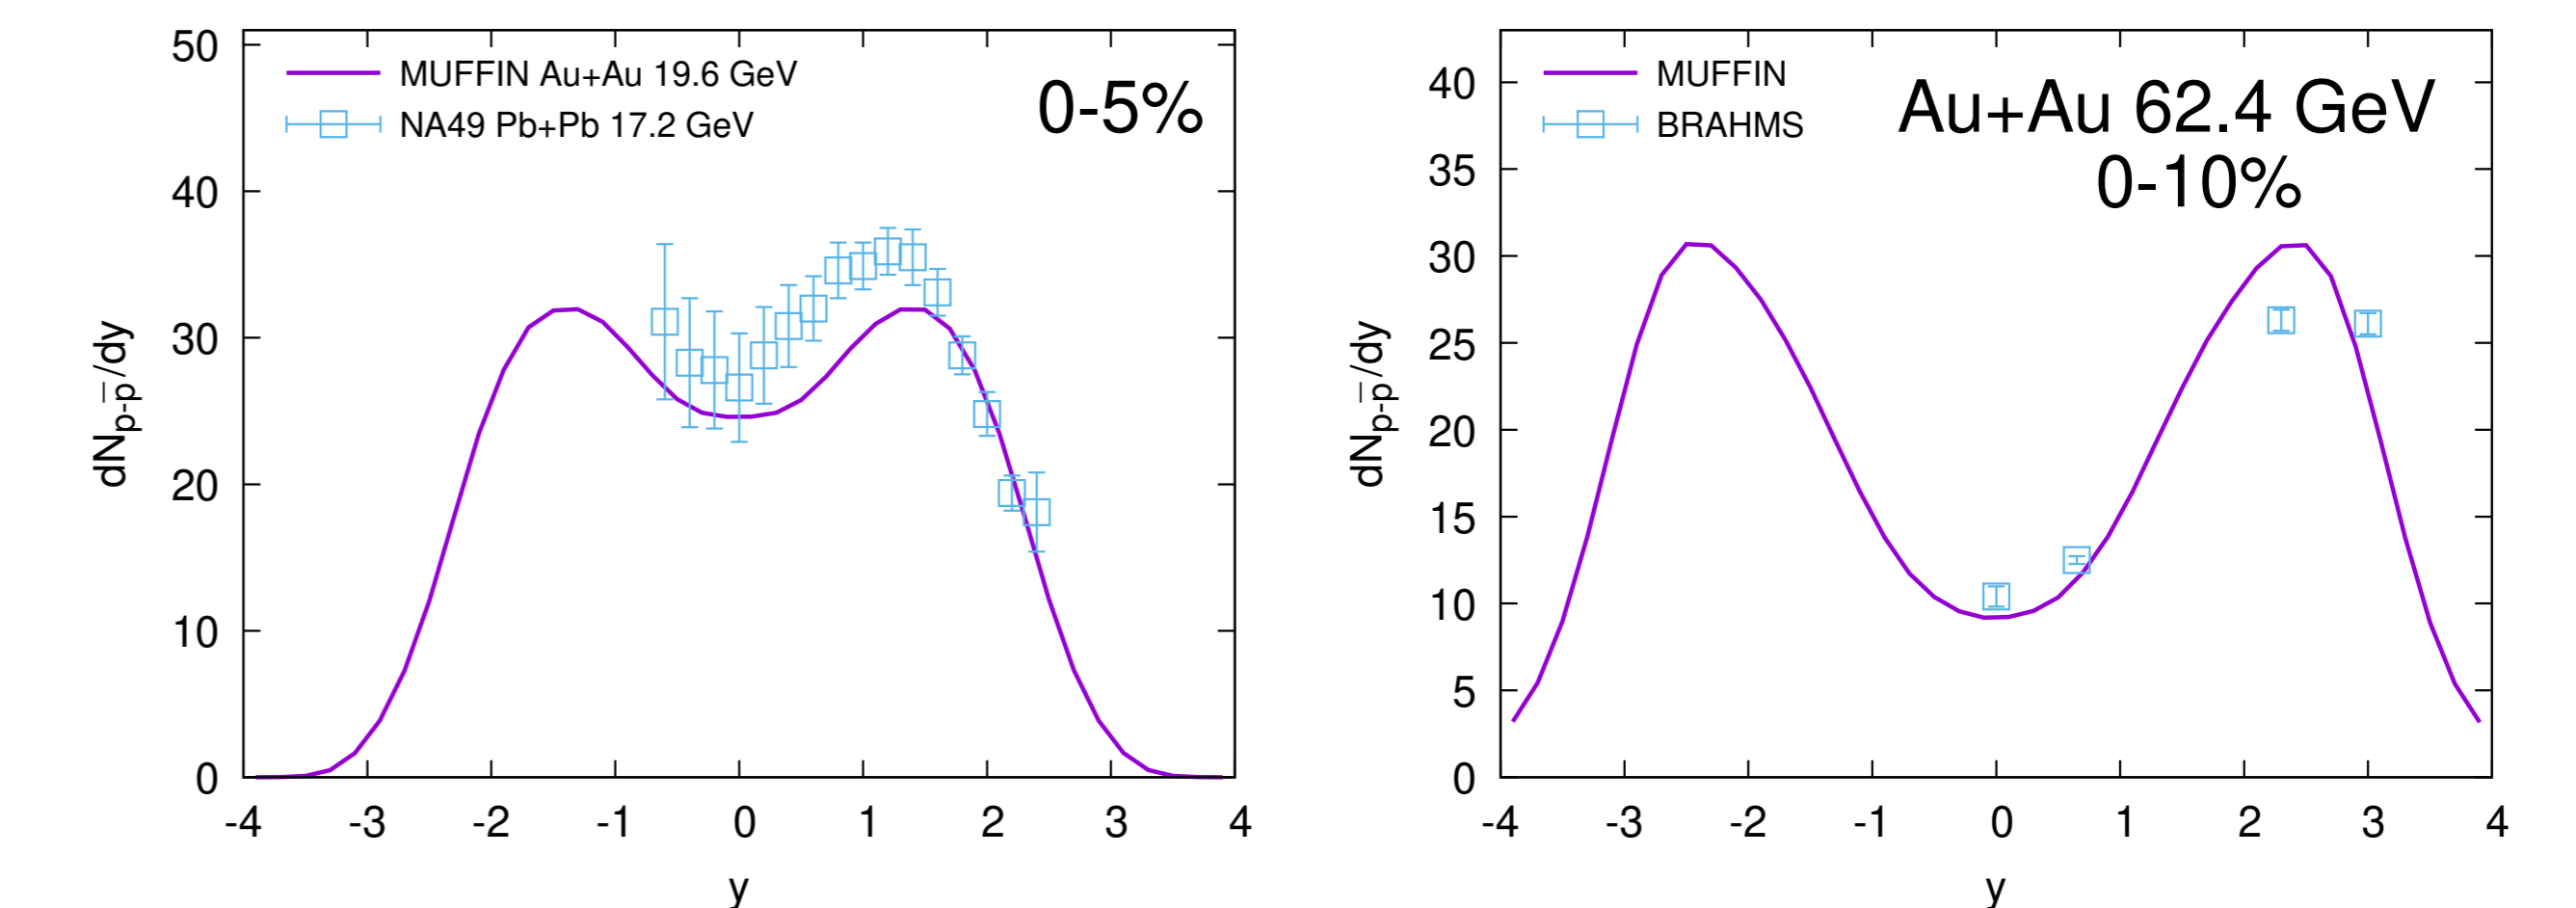 50
40
30
20
10
0
-4 -3 -2 -1 0 1 2 3 4
y
dN_{p-p̅}/dy
MUFFIN Au+Au 19.6 GeV
NA49 Pb+Pb 17.2 GeV
0-5%
40
35
30
25
20
15
10
5
0
-4 -3 -2 -1 0 1 2 3 4
y
dN_{p-p̅}/dy
MUFFIN
BRAHMS
Au+Au 62.4 GeV
0-10%